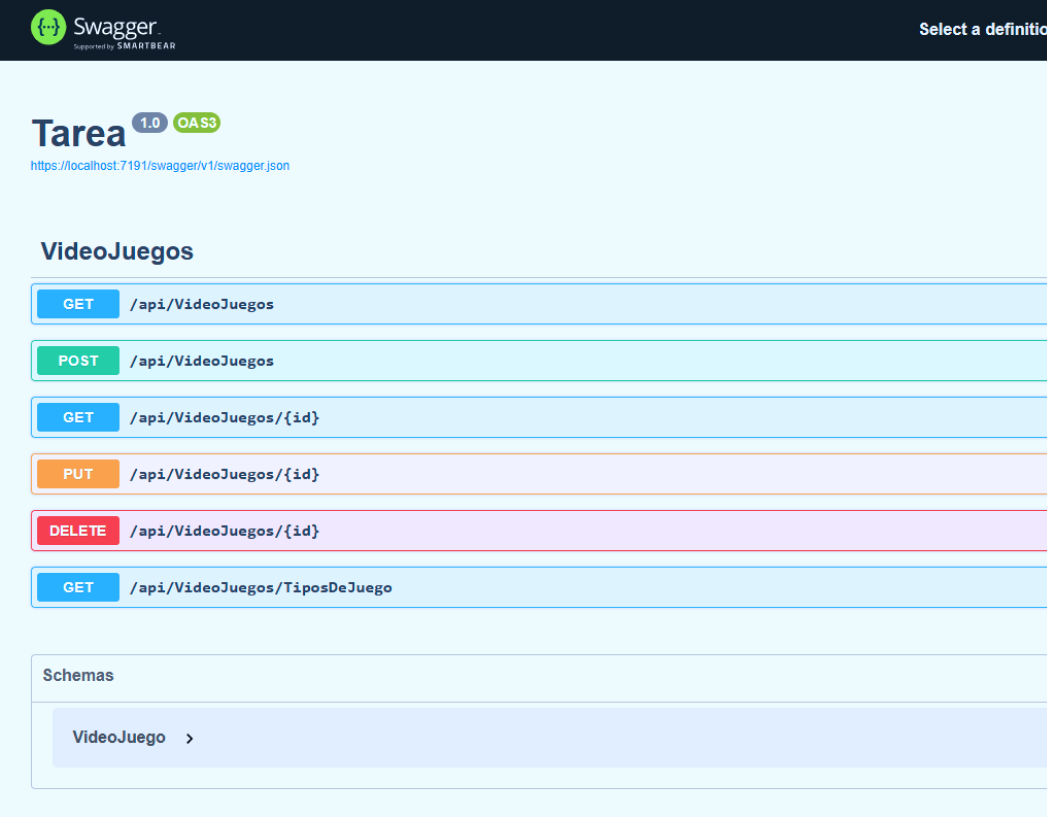 Swagger
Supported by SMARTBEAR
Select a definitio
Tarea 1.0 OAS3
https://localhost:7191/swagger/v1/swagger.json
VideoJuegos
GET /api/VideoJuegos
POST /api/VideoJuegos
GET /api/VideoJuegos/{id}
PUT /api/VideoJuegos/{id}
DELETE /api/VideoJuegos/{id}
GET /api/VideoJuegos/TiposDeJuego
Schemas
VideoJuego